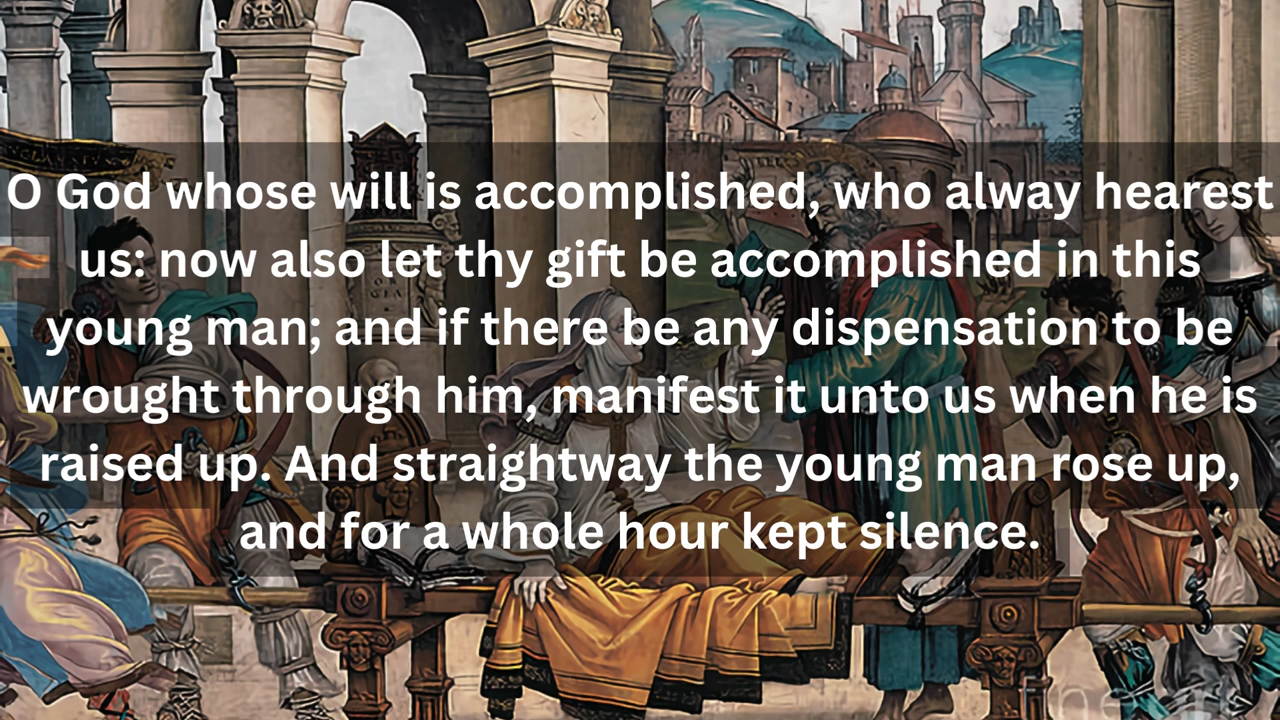 O God whose will is accomplished, who alway hearest
us: now also let thy gift be accomplished in this
young man; and if there be any dispensation to be
wrought through him, manifest it unto us when he is
raised up. And straightway the young man rose up,
and for a whole hour kept silence.